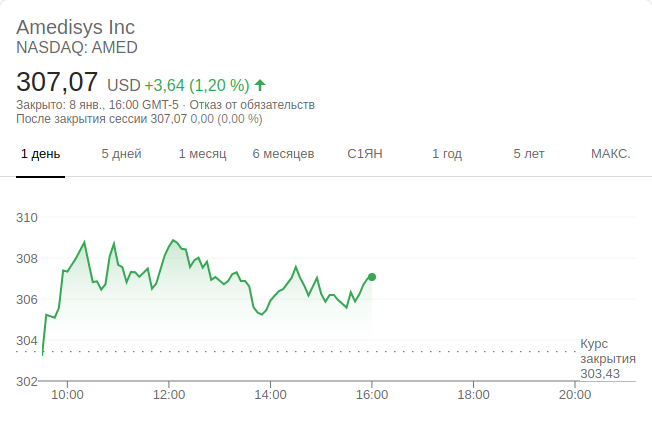 Amedisys Inc
NASDAQ: AMED
307,07 USD +3,64 (1,20 %)
Закрыто: 8 янв., 16:00 GMT-5 · Отказ от обязательств
После закрытия сессии 307,07 0,00 (0,00 %)
1 день 5 дней 1 месяц 6 месяцев С1ЯН 1 год 5 лет МАКС.
310
308
306
304
302
Курс
закрытия
303,43
10:00 12:00 14:00 16:00 18:00 20:00